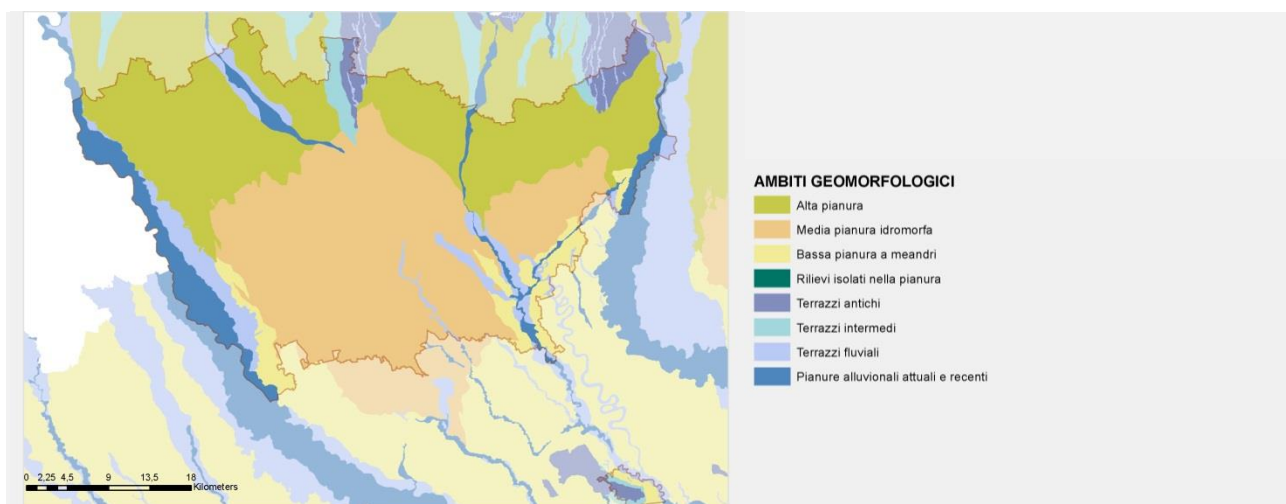 AMBITI GEOMORFOLOGICI
Alta pianura
Media pianura idromorfa
Bassa pianura a meandri
Rilievi isolati nella pianura
Terrazzi antichi
Terrazzi intermedi
Terrazzi fluviali
Pianure alluvionali attuali e recenti
0 2,25 4,5 9 13,5 18
Kilometers